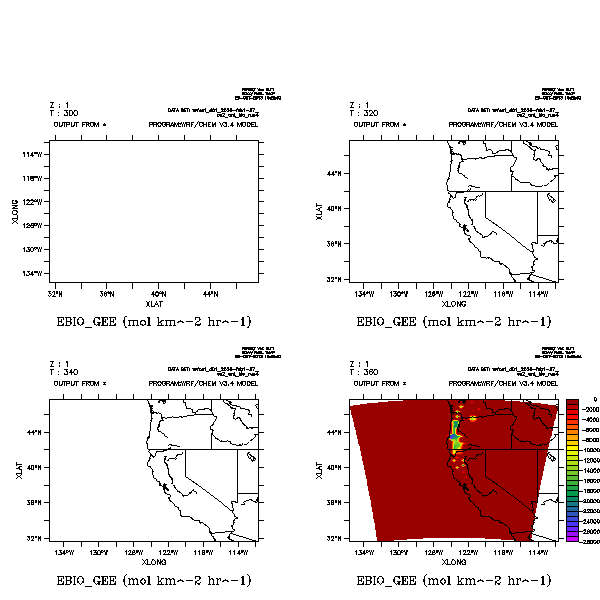 Z : 1
T : 300
OUTPUT FROM *
PROGRAM:WRF/CHEM V3.4 MODEL
114°W
118°W
122°W
126°W
130°W
134°W
XLONG
32°N
36°N
40°N
44°N
XLAT
EBIO_GEE (mol km^-2 hr^-1)
Z : 1
T : 320
OUTPUT FROM *
PROGRAM:WRF/CHEM V3.4 MODEL
44°N
40°N
36°N
32°N
XLAT
134°W
130°W
126°W
122°W
118°W
114°W
XLONG
EBIO_GEE (mol km^-2 hr^-1)
Z : 1
T : 340
OUTPUT FROM *
PROGRAM:WRF/CHEM V3.4 MODEL
44°N
40°N
36°N
32°N
XLAT
134°W
130°W
126°W
122°W
118°W
114°W
XLONG
EBIO_GEE (mol km^-2 hr^-1)
Z : 1
T : 360
OUTPUT FROM *
PROGRAM:WRF/CHEM V3.4 MODEL
44°N
40°N
36°N
32°N
XLAT
134°W
130°W
126°W
122°W
118°W
114°W
XLONG
0
-2000
-4000
-6000
-8000
-10000
-12000
-14000
-16000
-18000
-20000
-22000
-24000
-26000
-28000
EBIO_GEE (mol km^-2 hr^-1)